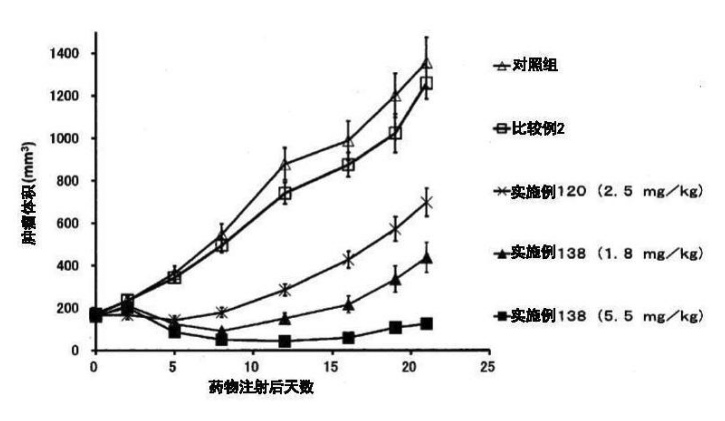 1400
1200
1000
800
600
400
200
0
肿瘤体积(mm³)
0 5 10 15 20 25
药物注射后天数
对照组
比较例2
实施例120 (2.5 mg/kg)
实施例138 (1.8 mg/kg)
实施例138 (5.5 mg/kg)